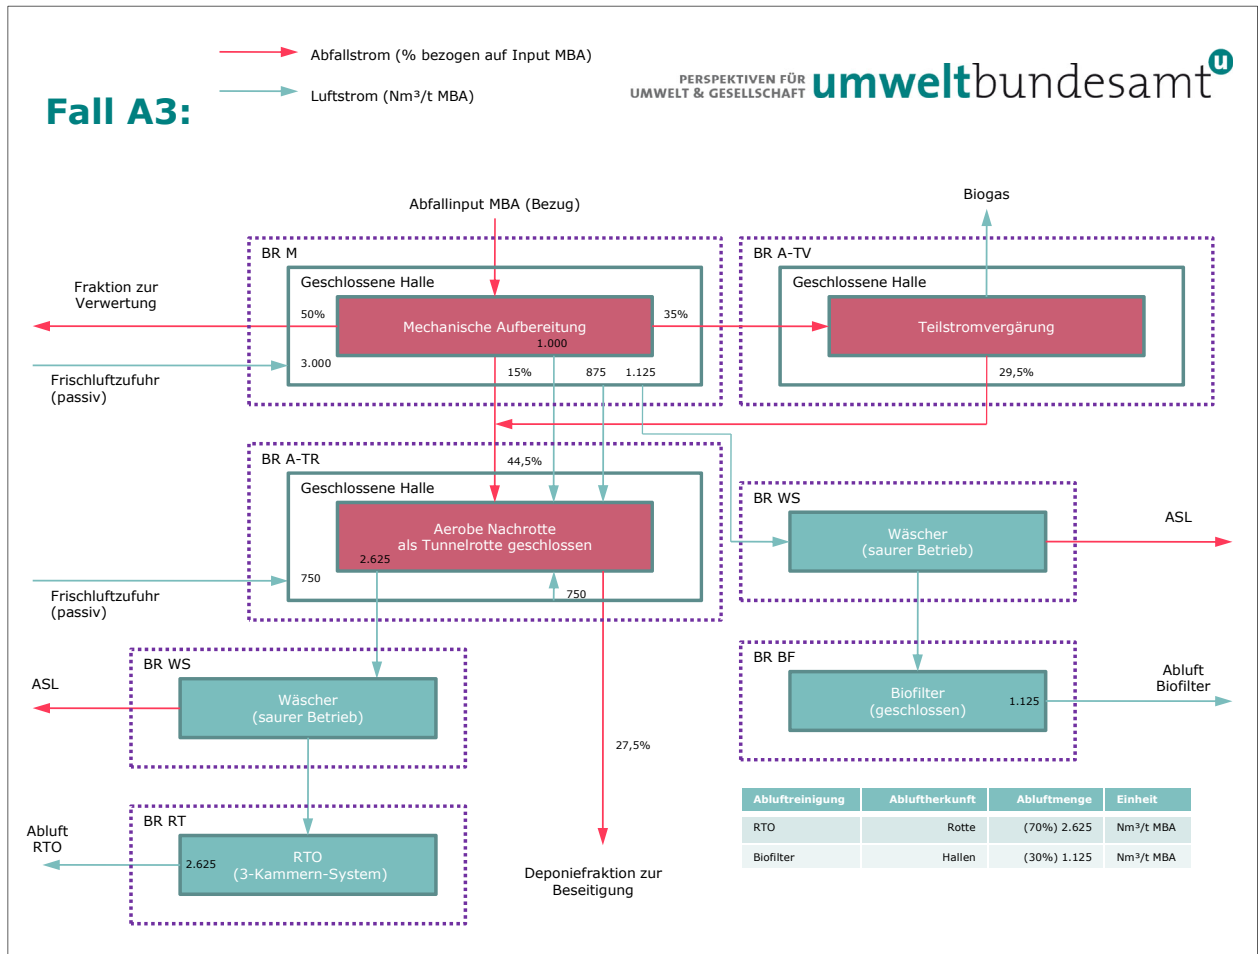 Abfallstrom (% bezogen auf Input MBA)
Luftstrom (Nm³/t MBA)
Fall A3:
PERSPEKTIVEN FÜR
UMWELT & GESELLSCHAFT
umweltbundesamt
u
Abfallinput MBA (Bezug)
Biogas
BR M
Geschlossene Halle
BR A-TV
Geschlossene Halle
Fraktion zur
Verwertung
50%
Mechanische Aufbereitung
1.000
35%
Teilstromvergärung
3.000
15%
875
1.125
29,5%
Frischluftzufuhr
(passiv)
BR A-TR
44,5%
Geschlossene Halle
Aerobe Nachrotte
als Tunnelrotte geschlossen
2.625
750
750
Frischluftzufuhr
(passiv)
BR WS
Wäscher
(saurer Betrieb)
ASL
BR WS
ASL
Wäscher
(saurer Betrieb)
BR BF
Biofilter
(geschlossen)
1.125
Abluft
Biofilter
27,5%
BR RT
Abluft
RTO
2.625
RTO
(3-Kammern-System)
Deponiefraktion zur
Beseitigung
Abluftreinigung Abluftherkunft Abluftmenge Einheit
RTO Rotte (70%) 2.625 Nm³/t MBA
Biofilter Hallen (30%) 1.125 Nm³/t MBA